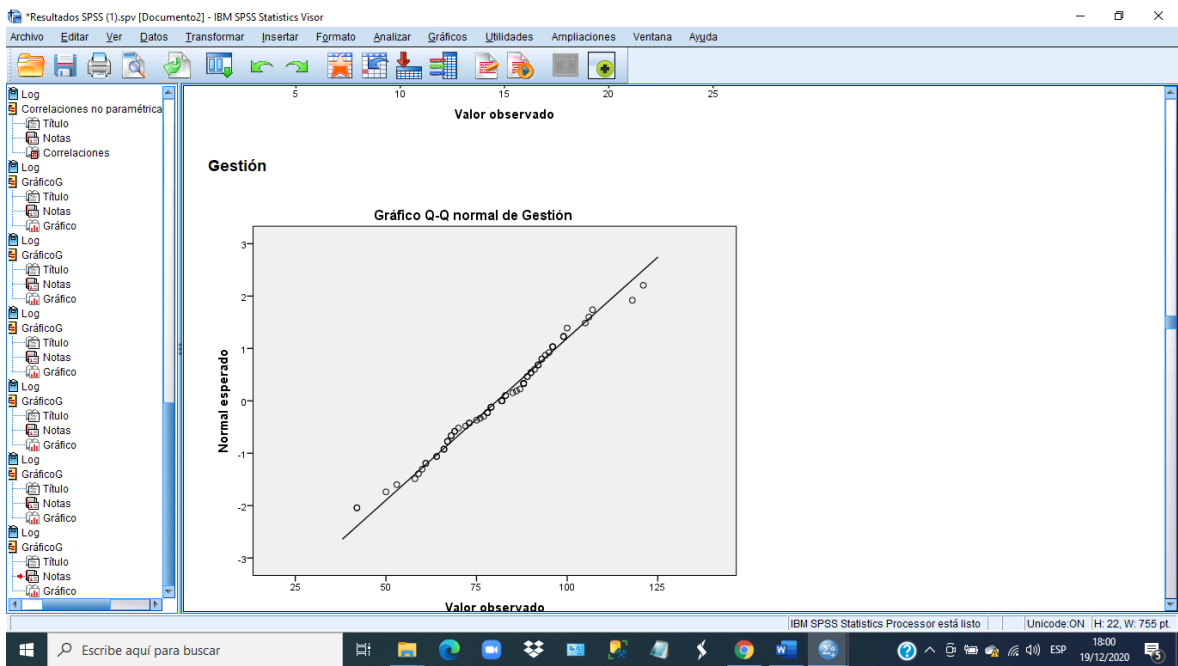 *Resultados SPSS (1).spv [Documento2] - IBM SPSS Statistics Visor
Archivo Editar Ver Datos Transformar Insertar Formato Analizar Gráficos Utilidades Ampliaciones Ventana Ayuda
Log
Correlaciones no paramétrica
Título
Notas
Correlaciones
Log
GráficoG
Título
Notas
Gráfico
Log
GráficoG
Título
Notas
Gráfico
Log
GráficoG
Título
Notas
Gráfico
Log
GráficoG
Título
Notas
Gráfico
Log
GráficoG
Título
Notas
Gráfico
Log
GráficoG
Título
Notas
Gráfico
5 10 15 20 25
Valor observado
Gestión
Gráfico Q-Q normal de Gestión
Normal esperado
3
2
1
0
-1
-2
-3
25 50 75 100 125
Valor observado
IBM SPSS Statistics Processor está listo Unicode:ON H: 22, W: 755 pt.
Escribe aquí para buscar
ESP
18:00
19/12/2020
5